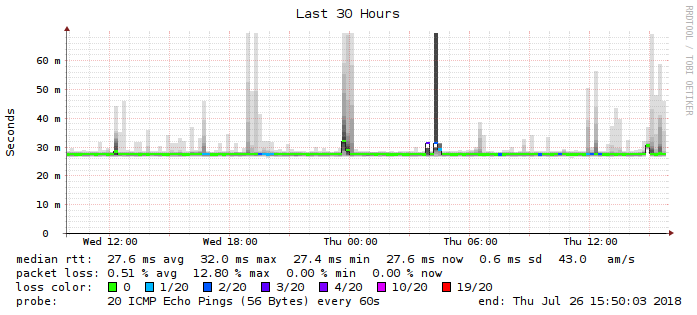 Last 30 Hours
RRDTOOL / TOBI OETIKER
Seconds
60 m
50 m
40 m
30 m
20 m
10 m
0
Wed 12:00 Wed 18:00 Thu 00:00 Thu 06:00 Thu 12:00
median rtt: 27.6 ms avg 32.0 ms max 27.4 ms min 27.6 ms now 0.6 ms sd 43.0 am/s
packet loss: 0.51 % avg 12.80 % max 0.00 % min 0.00 % now
loss color: 0 1/20 2/20 3/20 4/20 10/20 19/20
probe: 20 ICMP Echo Pings (56 Bytes) every 60s end: Thu Jul 26 15:50:03 2018